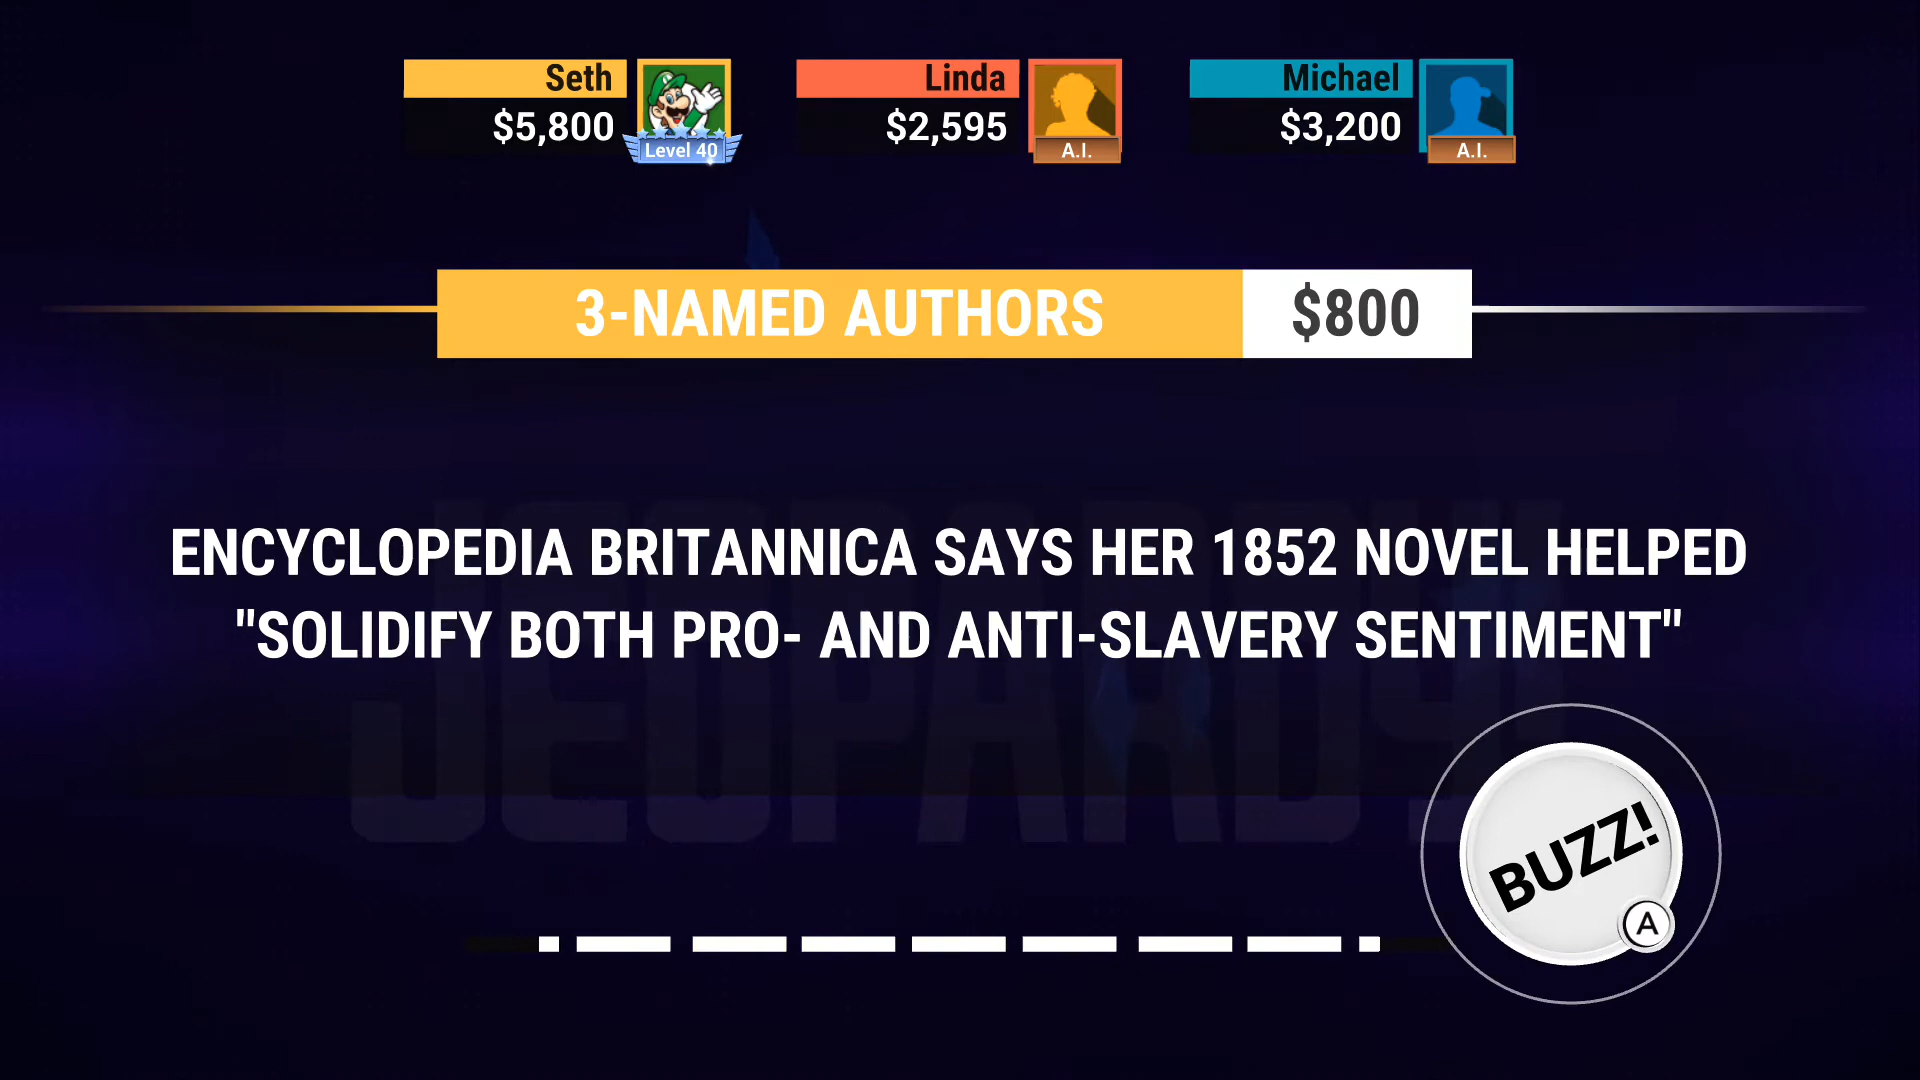 Seth
$5,800
Level 40
Linda
$2,595
A.I.
Michael
$3,200
A.I.
3-NAMED AUTHORS
$800
ENCYCLOPEDIA BRITANNICA SAYS HER 1852 NOVEL HELPED
"SOLIDIFY BOTH PRO- AND ANTI-SLAVERY SENTIMENT"
JEOPARDY!
BUZZ!
A